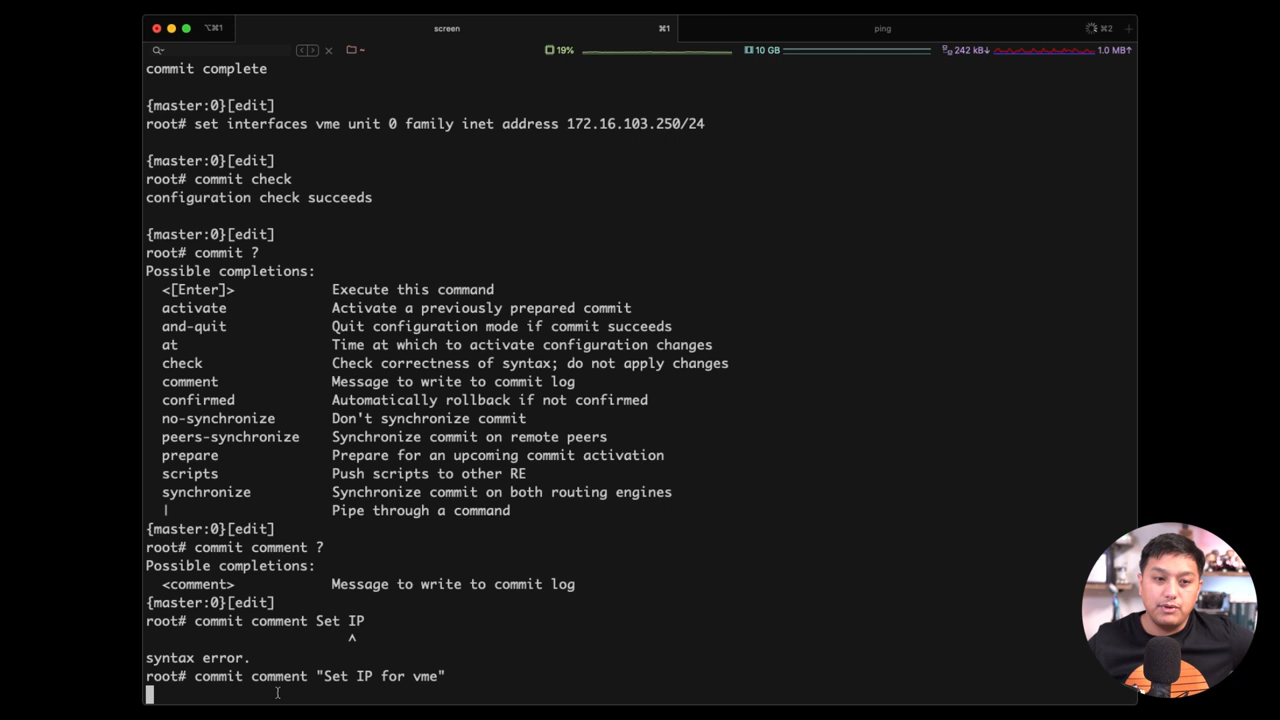 ⌥⌘1
screen
⌘1
ping
⌘2
19%
10 GB
242 kB↓
1.0 MB↑
commit complete
{master:0}[edit]
root# set interfaces vme unit 0 family inet address 172.16.103.250/24
{master:0}[edit]
root# commit check
configuration check succeeds
{master:0}[edit]
root# commit ?
Possible completions:
<[Enter]> Execute this command
activate Activate a previously prepared commit
and-quit Quit configuration mode if commit succeeds
at Time at which to activate configuration changes
check Check correctness of syntax; do not apply changes
comment Message to write to commit log
confirmed Automatically rollback if not confirmed
no-synchronize Don't synchronize commit
peers-synchronize Synchronize commit on remote peers
prepare Prepare for an upcoming commit activation
scripts Push scripts to other RE
synchronize Synchronize commit on both routing engines
| Pipe through a command
{master:0}[edit]
root# commit comment ?
Possible completions:
<comment> Message to write to commit log
{master:0}[edit]
root# commit comment Set IP
^
syntax error.
root# commit comment "Set IP for vme"